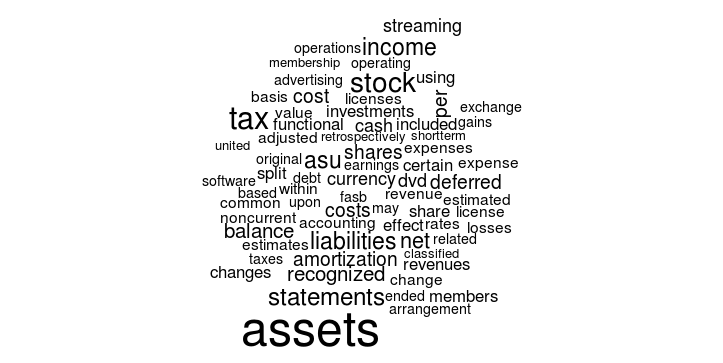 streaming
operations income
membership operating
advertising stock using
basis cost licenses per exchange
tax value investments
functional cash included gains
adjusted retrospectively shortterm
united asu shares expenses
original earnings certain expense
software split debt currency dvd deferred
based within fasb revenue estimated
common upon costs may share license
noncurrent accounting effect rates losses
balance liabilities net related
estimates
taxes amortization classified revenues
changes recognized change
statements ended members
arrangement
assets